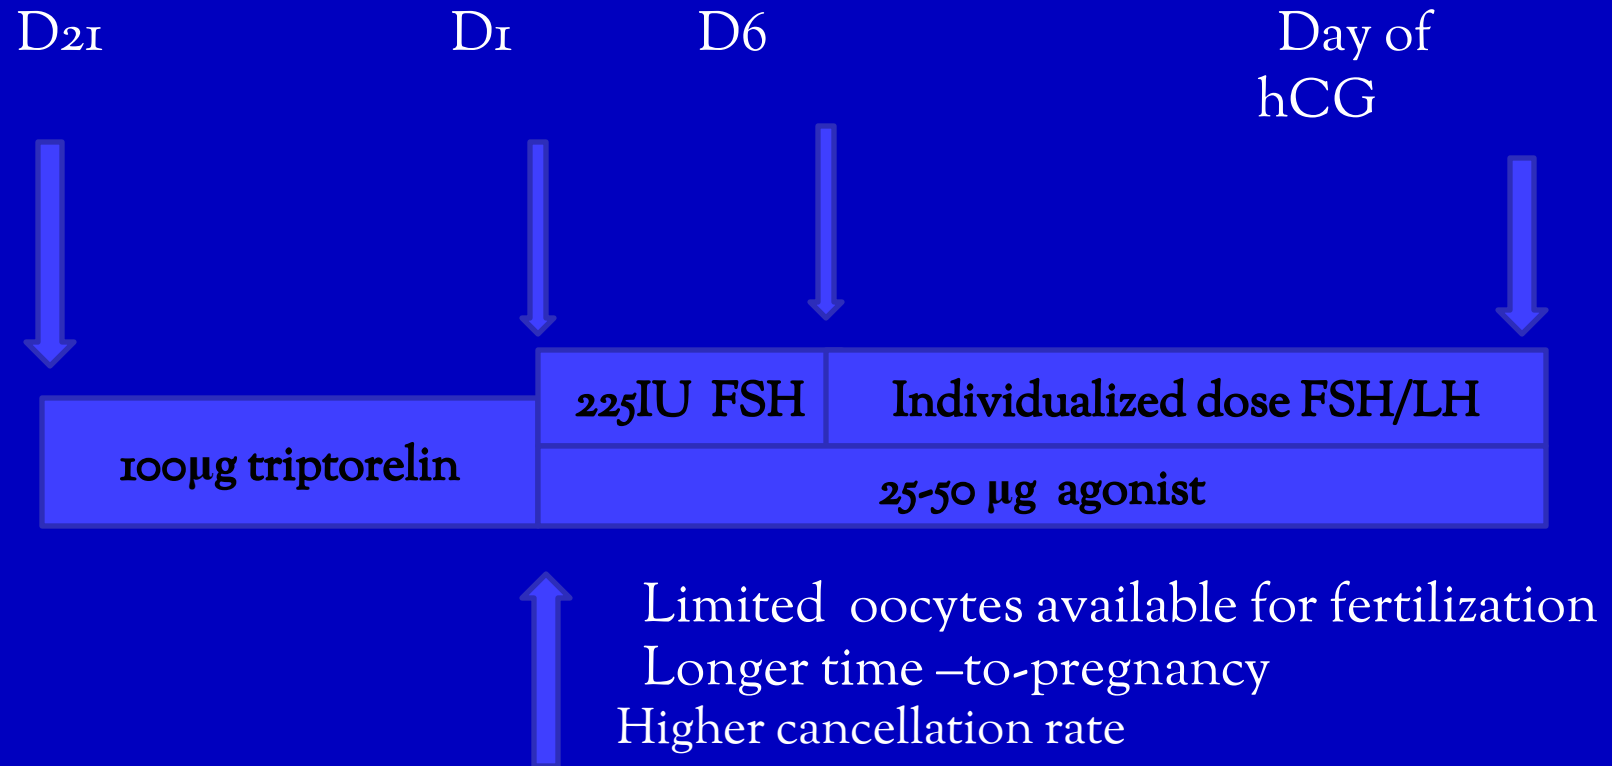 D21 D1 D6 Day of
hCG
225IU FSH Individualized dose FSH/LH
100µg triptorelin
25-50 µg agonist
Limited oocytes available for fertilization
Longer time –to-pregnancy
Higher cancellation rate